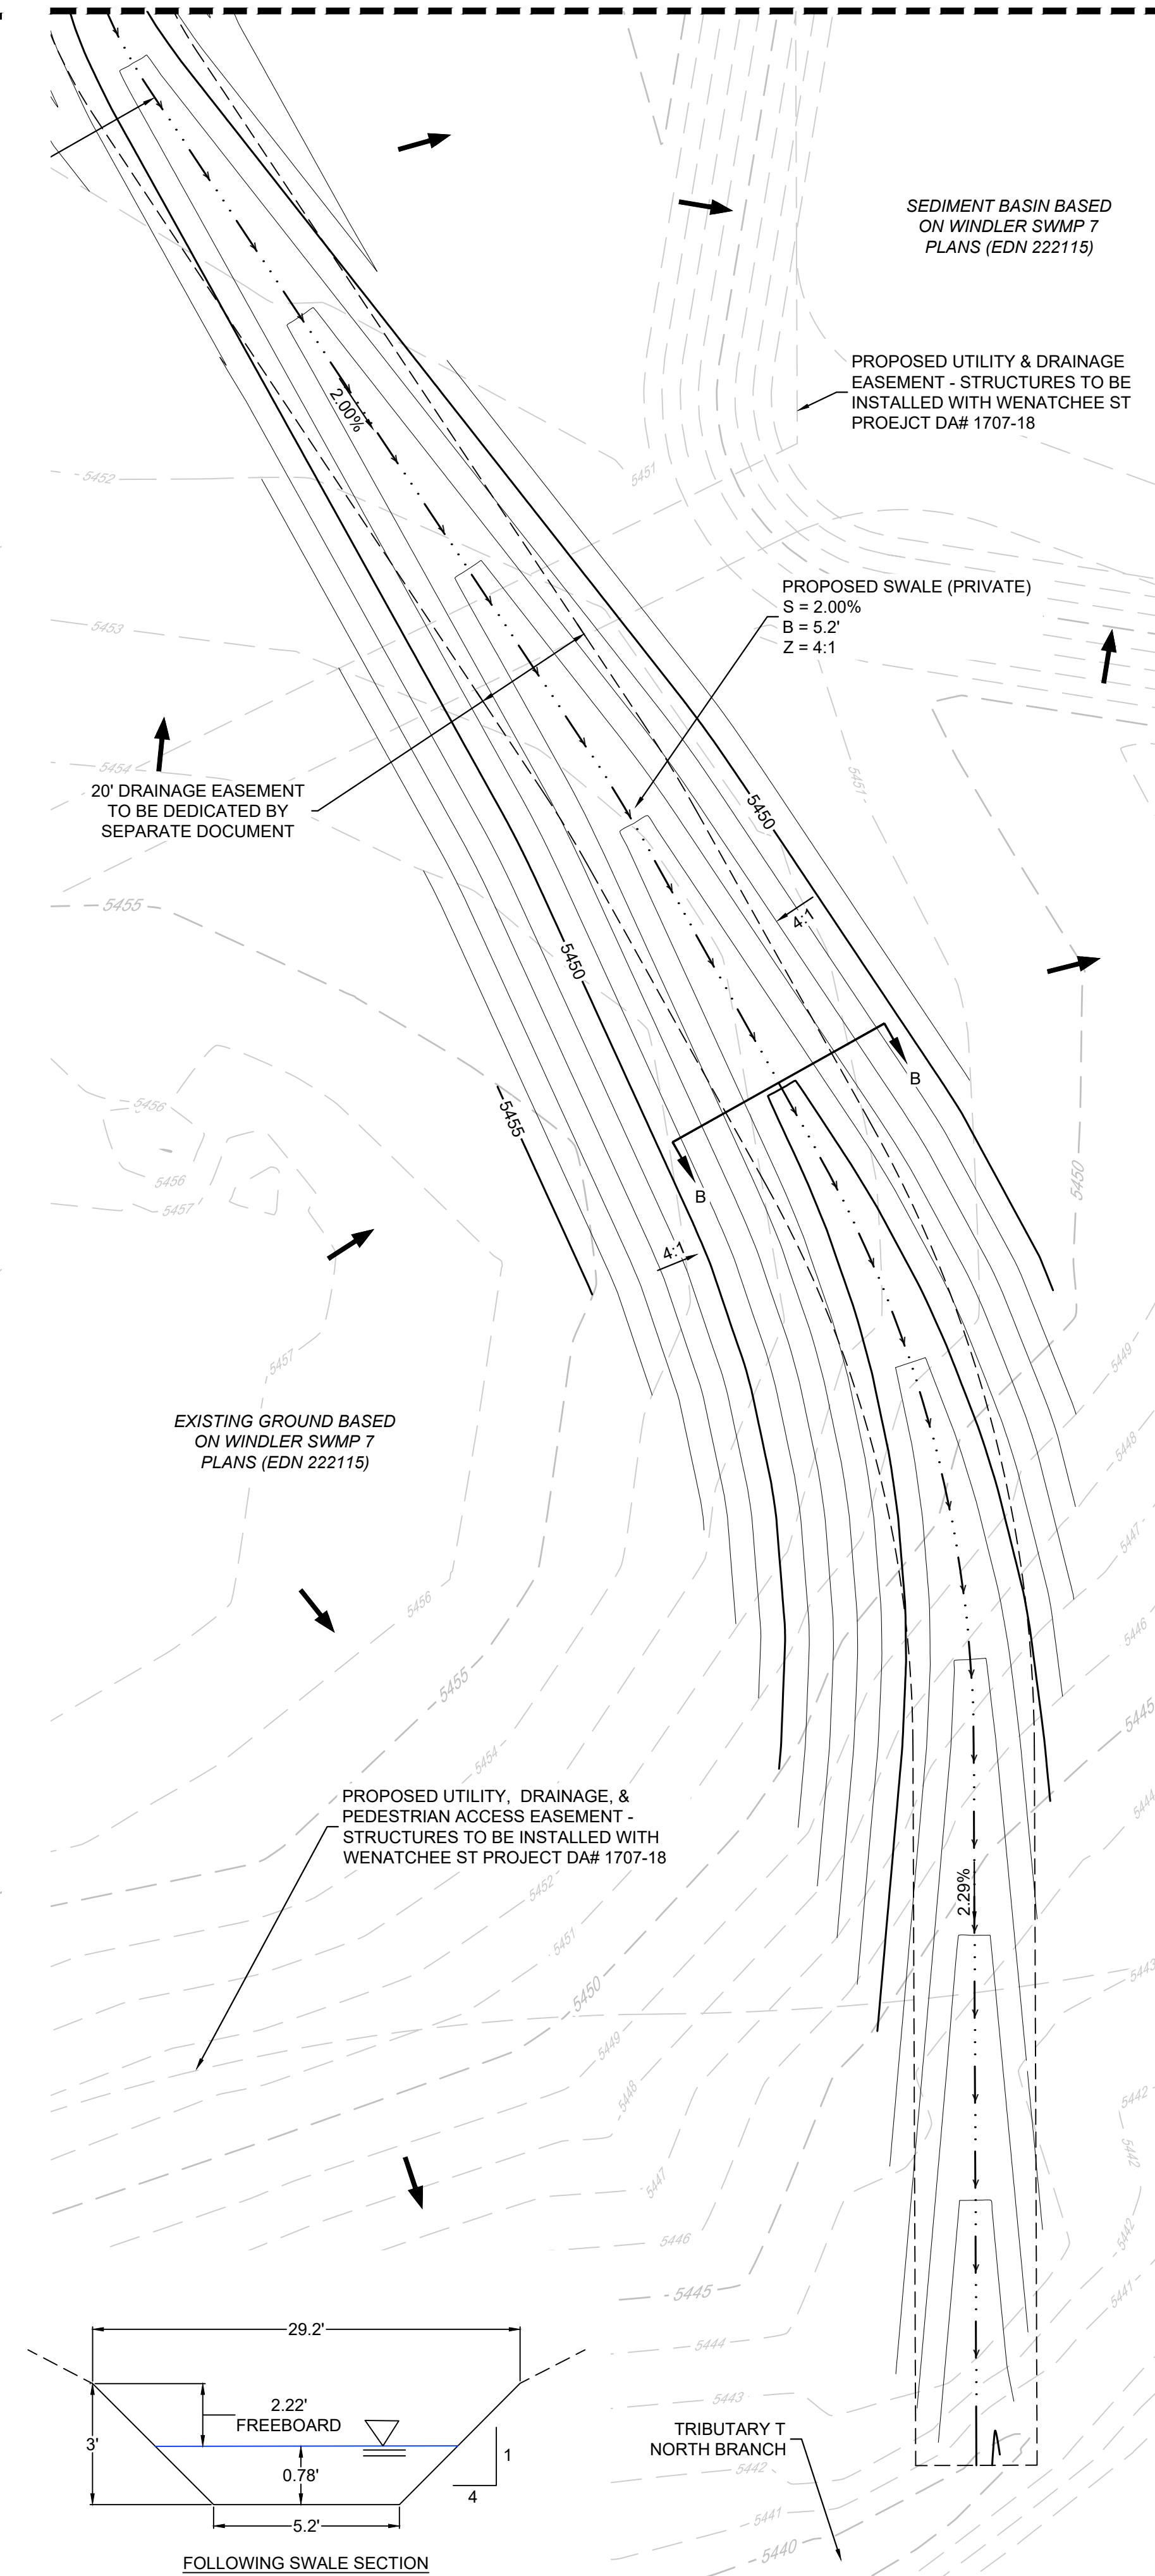 SEDIMENT BASIN BASED
ON WINDLER SWMP 7
PLANS (EDN 222115)
PROPOSED UTILITY & DRAINAGE
EASEMENT - STRUCTURES TO BE
INSTALLED WITH WENATCHEE ST
PROEJCT DA# 1707-18
2.00%
5452
5451
PROPOSED SWALE (PRIVATE)
S = 2.00%
B = 5.2'
Z = 4:1
5453
5454
5451
20' DRAINAGE EASEMENT
TO BE DEDICATED BY
SEPARATE DOCUMENT
5450
5455
4:1
5450
B
5456
5455
5456
B
5450
5457
4:1
5449
5457
EXISTING GROUND BASED
ON WINDLER SWMP 7
PLANS (EDN 222115)
5448
5447
5456
5446
5455
5445
5454
PROPOSED UTILITY, DRAINAGE, &
PEDESTRIAN ACCESS EASEMENT -
STRUCTURES TO BE INSTALLED WITH
WENATCHEE ST PROJECT DA# 1707-18
5444
2.29%
5452
5451
5443
5450
5449
5448
5442
5442
5447
5446
5442
5445
5441
5444
29.2'
5443
2.22'
FREEBOARD
TRIBUTARY T
NORTH BRANCH
3'
1
5442
0.78'
4
5441
5.2'
5440
FOLLOWING SWALE SECTION